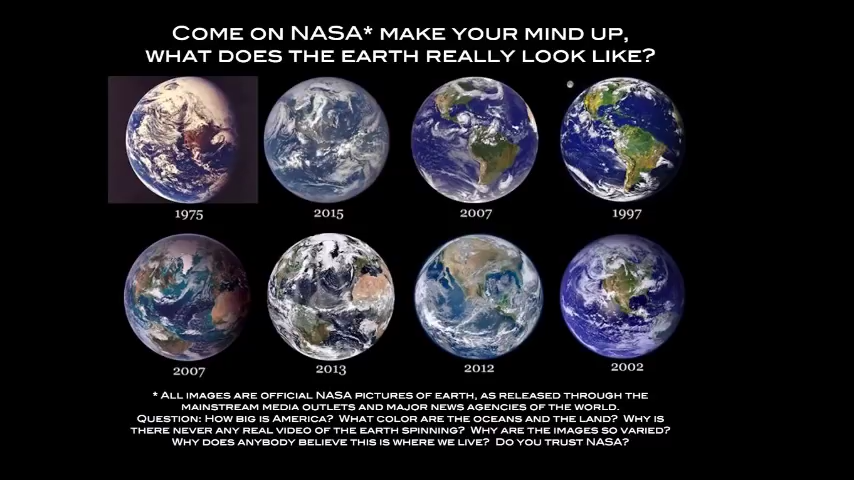 COME ON NASA* MAKE YOUR MIND UP,
WHAT DOES THE EARTH REALLY LOOK LIKE?
1975
2015
2007
1997
2007
2013
2012
2002
* ALL IMAGES ARE OFFICIAL NASA PICTURES OF EARTH, AS RELEASED THROUGH THE
MAINSTREAM MEDIA OUTLETS AND MAJOR NEWS AGENCIES OF THE WORLD.
QUESTION: HOW BIG IS AMERICA? WHAT COLOR ARE THE OCEANS AND THE LAND? WHY IS
THERE NEVER ANY REAL VIDEO OF THE EARTH SPINNING? WHY ARE THE IMAGES SO VARIED?
WHY DOES ANYBODY BELIEVE THIS IS WHERE WE LIVE? DO YOU TRUST NASA?